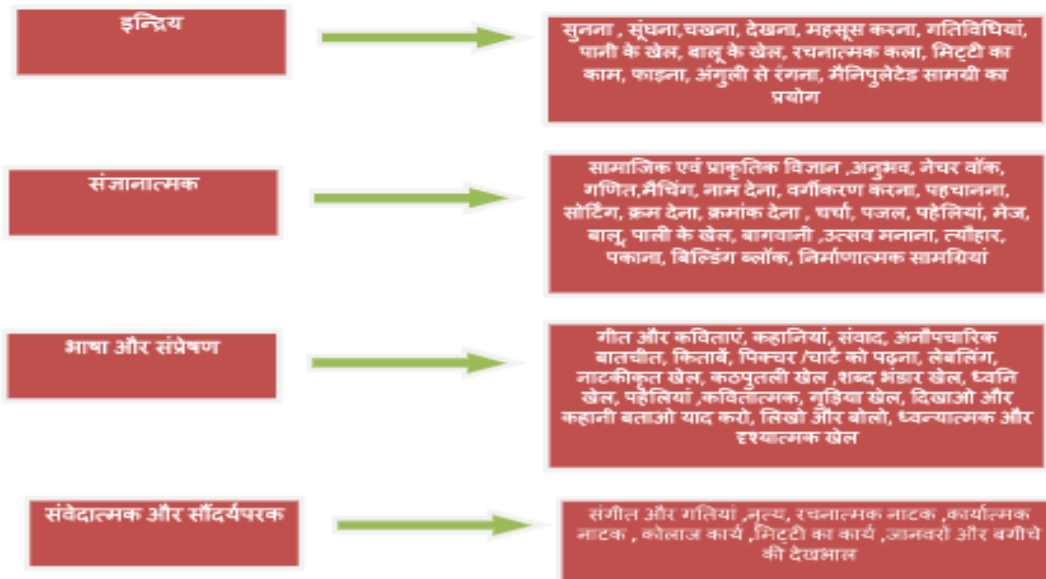 इन्द्रिय
सुनना , सूंघना,चखना, देखना, महसूस करना, गतिविधियां,
पानी के खेल, बालू के खेल, रचनात्मक कला, मिट्टी का
काम, फाड़ना, अंगुली से रंगना, मैनिपुलेटेड सामग्री का
प्रयोग
संज्ञानात्मक
सामाजिक एवं प्राकृतिक विज्ञान ,अनुभव, नेचर वॉक,
गणित,मैचिंग, नाम देना, वर्गीकरण करना, पहचानना,
सोर्टिंग, क्रम देना, क्रमांक देना , चर्चा, पजल, पहेलियां, मेज,
बालू, पाली के खेल, बागवानी ,उत्सव मनाना, त्यौहार,
पकाना, बिल्डिंग ब्लॉक, निर्माणात्मक सामग्रियां
भाषा और संप्रेषण
गीत और कविताएं, कहानियां, संवाद, अनौपचारिक
बातचीत, किताबें, पिक्चर /चार्ट को पढ़ना, लेबलिंग,
नाटकीकृत खेल, कठपुतली खेल ,शब्द भंडार खेल, ध्वनि
खेल, पहेलियां ,कवितात्मक, गुड़िया खेल, दिखाओ और
कहानी बताओ याद करो, लिखो और बोलो, ध्वन्यात्मक और
दृश्यात्मक खेल
संवेदात्मक और सौंदर्यपरक
संगीत और गतियां ,नृत्य, रचनात्मक नाटक ,कार्यात्मक
नाटक , कोलाज कार्य ,मिट्टी का कार्य ,जानवरों और बगीचे
की देखभाल